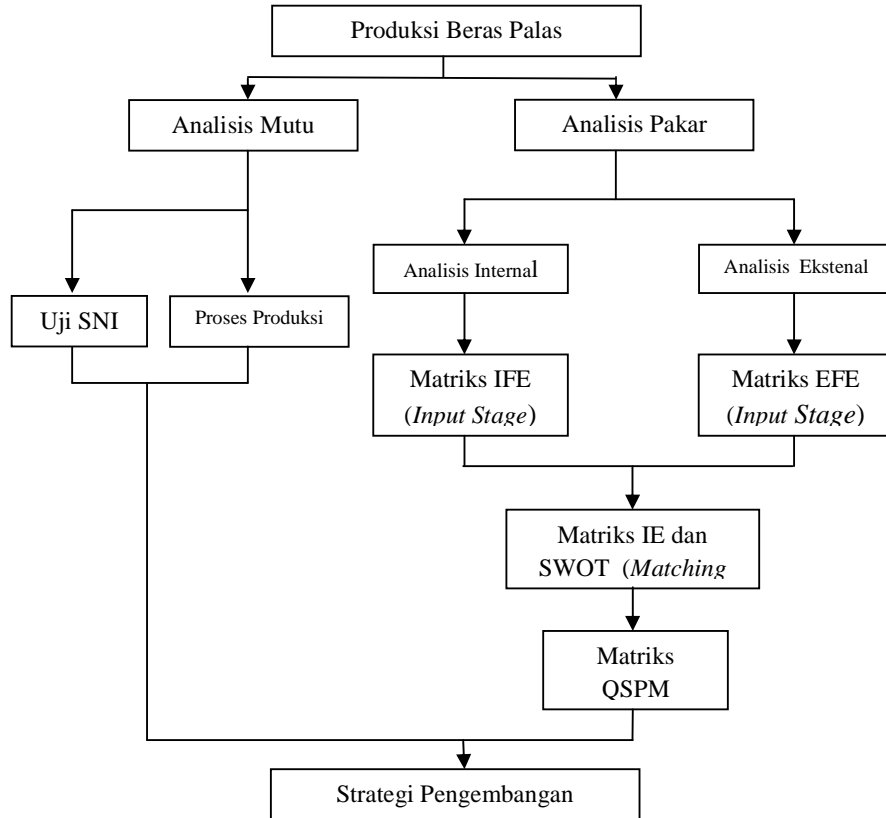 Produksi Beras Palas
Analisis Mutu
Analisis Pakar
Analisis Internal
Analisis Ekstenal
Uji SNI
Proses Produksi
Matriks IFE
(Input Stage)
Matriks EFE
(Input Stage)
Matriks IE dan
SWOT (Matching
Matriks
QSPM
Strategi Pengembangan